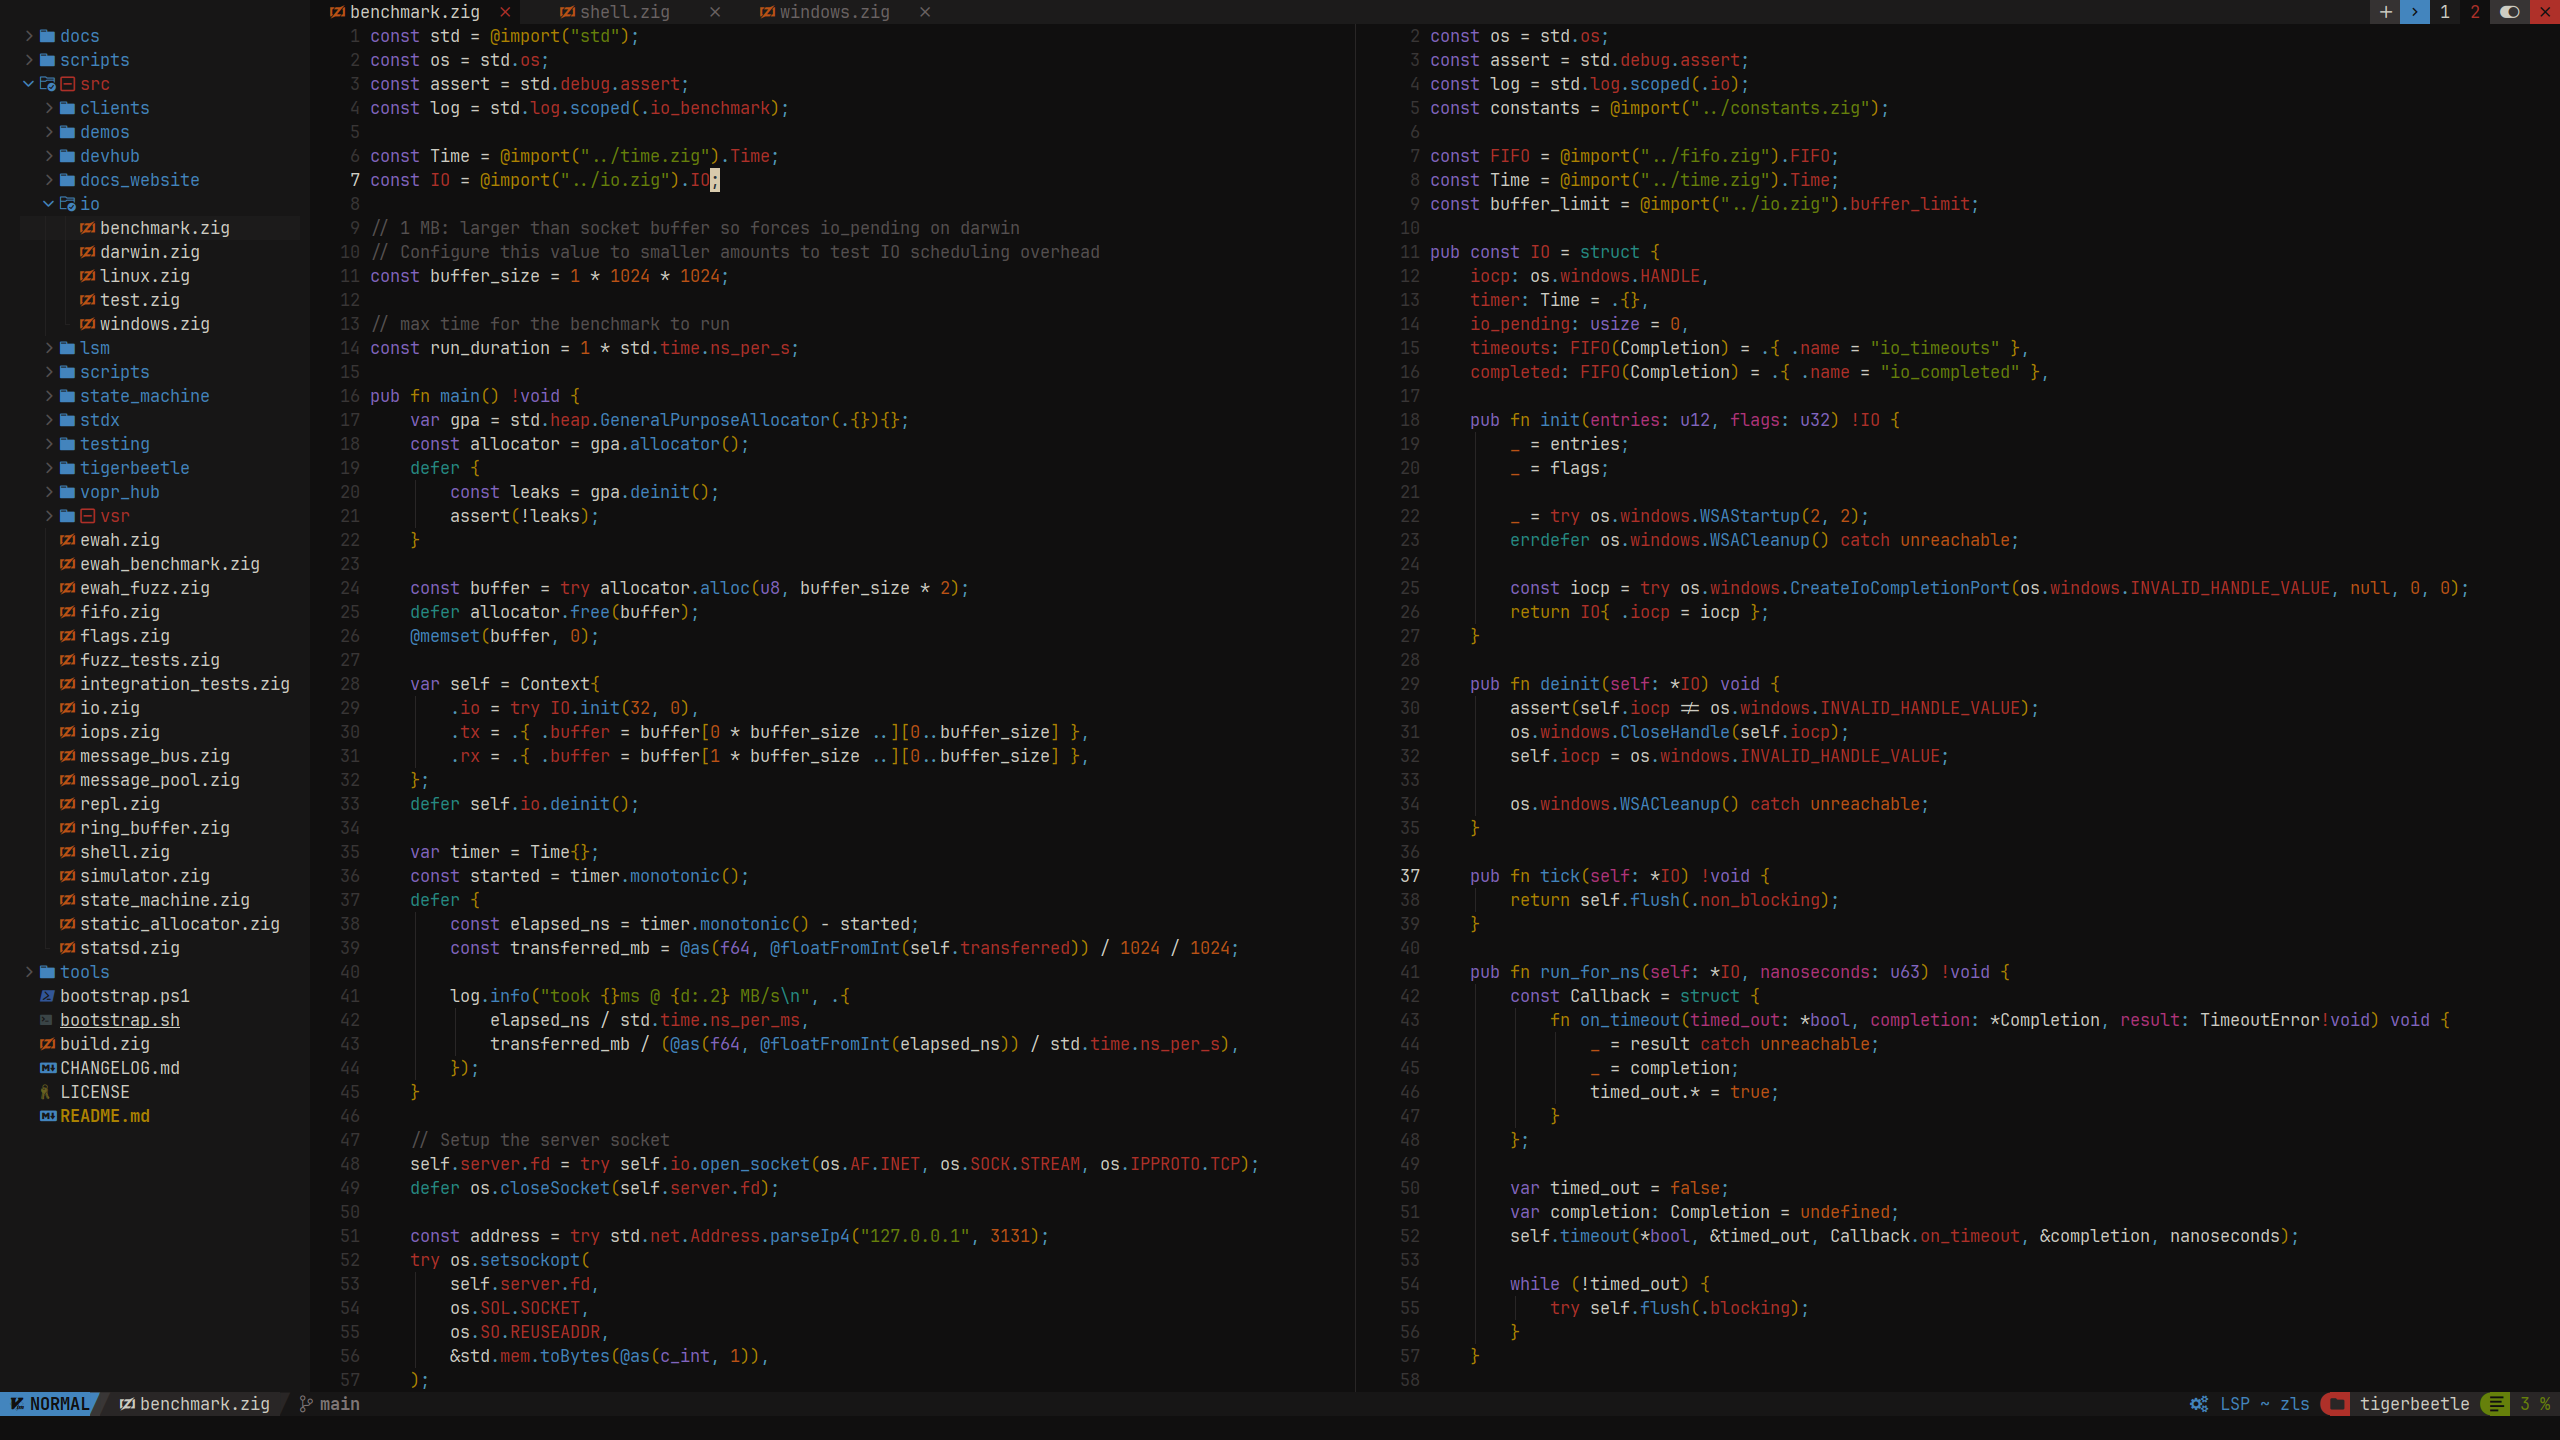 benchmark.zig × shell.zig × windows.zig ×
+ › 1 2 ×
docs
scripts
src
clients
demos
devhub
docs_website
io
benchmark.zig
darwin.zig
linux.zig
test.zig
windows.zig
lsm
scripts
state_machine
stdx
testing
tigerbeetle
vopr_hub
vsr
ewah.zig
ewah_benchmark.zig
ewah_fuzz.zig
fifo.zig
flags.zig
fuzz_tests.zig
integration_tests.zig
io.zig
iops.zig
message_bus.zig
message_pool.zig
repl.zig
ring_buffer.zig
shell.zig
simulator.zig
state_machine.zig
static_allocator.zig
statsd.zig
tools
bootstrap.ps1
bootstrap.sh
build.zig
CHANGELOG.md
LICENSE
README.md
1 const std = @import("std");
2 const os = std.os;
3 const assert = std.debug.assert;
4 const log = std.log.scoped(.io_benchmark);
5
6 const Time = @import("../time.zig").Time;
7 const IO = @import("../io.zig").IO;
8
9 // 1 MB: larger than socket buffer so forces io_pending on darwin
10 // Configure this value to smaller amounts to test IO scheduling overhead
11 const buffer_size = 1 * 1024 * 1024;
12
13 // max time for the benchmark to run
14 const run_duration = 1 * std.time.ns_per_s;
15
16 pub fn main() !void {
17     var gpa = std.heap.GeneralPurposeAllocator(.{}){};
18     const allocator = gpa.allocator();
19     defer {
20         const leaks = gpa.deinit();
21         assert(!leaks);
22     }
23
24     const buffer = try allocator.alloc(u8, buffer_size * 2);
25     defer allocator.free(buffer);
26     @memset(buffer, 0);
27
28     var self = Context{
29         .io = try IO.init(32, 0),
30         .tx = .{ .buffer = buffer[0 * buffer_size ..][0..buffer_size] },
31         .rx = .{ .buffer = buffer[1 * buffer_size ..][0..buffer_size] },
32     };
33     defer self.io.deinit();
34
35     var timer = Time{};
36     const started = timer.monotonic();
37     defer {
38         const elapsed_ns = timer.monotonic() - started;
39         const transferred_mb = @as(f64, @floatFromInt(self.transferred)) / 1024 / 1024;
40
41         log.info("took {}ms @ {d:.2} MB/s\n", .{
42             elapsed_ns / std.time.ns_per_ms,
43             transferred_mb / (@as(f64, @floatFromInt(elapsed_ns)) / std.time.ns_per_s),
44         });
45     }
46
47     // Setup the server socket
48     self.server.fd = try self.io.open_socket(os.AF.INET, os.SOCK.STREAM, os.IPPROTO.TCP);
49     defer os.closeSocket(self.server.fd);
50
51     const address = try std.net.Address.parseIp4("127.0.0.1", 3131);
52     try os.setsockopt(
53         self.server.fd,
54         os.SOL.SOCKET,
55         os.SO.REUSEADDR,
56         &std.mem.toBytes(@as(c_int, 1)),
57     );
2 const os = std.os;
3 const assert = std.debug.assert;
4 const log = std.log.scoped(.io);
5 const constants = @import("../constants.zig");
6
7 const FIFO = @import("../fifo.zig").FIFO;
8 const Time = @import("../time.zig").Time;
9 const buffer_limit = @import("../io.zig").buffer_limit;
10
11 pub const IO = struct {
12     iocp: os.windows.HANDLE,
13     timer: Time = .{},
14     io_pending: usize = 0,
15     timeouts: FIFO(Completion) = .{ .name = "io_timeouts" },
16     completed: FIFO(Completion) = .{ .name = "io_completed" },
17
18     pub fn init(entries: u12, flags: u32) !IO {
19         _ = entries;
20         _ = flags;
21
22         _ = try os.windows.WSAStartup(2, 2);
23         errdefer os.windows.WSACleanup() catch unreachable;
24
25         const iocp = try os.windows.CreateIoCompletionPort(os.windows.INVALID_HANDLE_VALUE, null, 0, 0);
26         return IO{ .iocp = iocp };
27     }
28
29     pub fn deinit(self: *IO) void {
30         assert(self.iocp != os.windows.INVALID_HANDLE_VALUE);
31         os.windows.CloseHandle(self.iocp);
32         self.iocp = os.windows.INVALID_HANDLE_VALUE;
33
34         os.windows.WSACleanup() catch unreachable;
35     }
36
37     pub fn tick(self: *IO) !void {
38         return self.flush(.non_blocking);
39     }
40
41     pub fn run_for_ns(self: *IO, nanoseconds: u63) !void {
42         const Callback = struct {
43             fn on_timeout(timed_out: *bool, completion: *Completion, result: TimeoutError!void) void {
44                 _ = result catch unreachable;
45                 _ = completion;
46                 timed_out.* = true;
47             }
48         };
49
50         var timed_out = false;
51         var completion: Completion = undefined;
52         self.timeout(*bool, &timed_out, Callback.on_timeout, &completion, nanoseconds);
53
54         while (!timed_out) {
55             try self.flush(.blocking);
56         }
57     }
58
NORMAL benchmark.zig main LSP ~ zls tigerbeetle 3 %